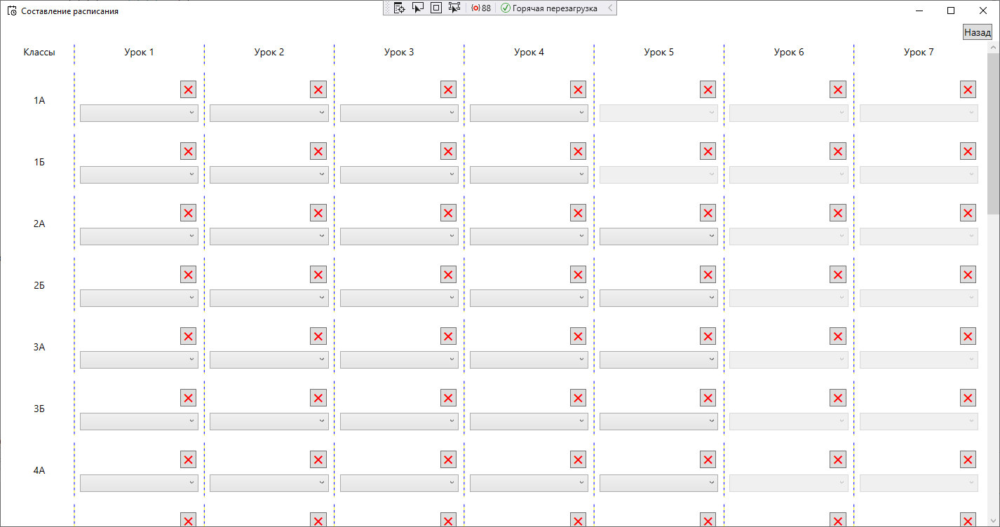 Составление расписания
88 Горячая перезагрузка
Назад
Классы Урок 1 Урок 2 Урок 3 Урок 4 Урок 5 Урок 6 Урок 7
1А
1Б
2А
2Б
3А
3Б
4А